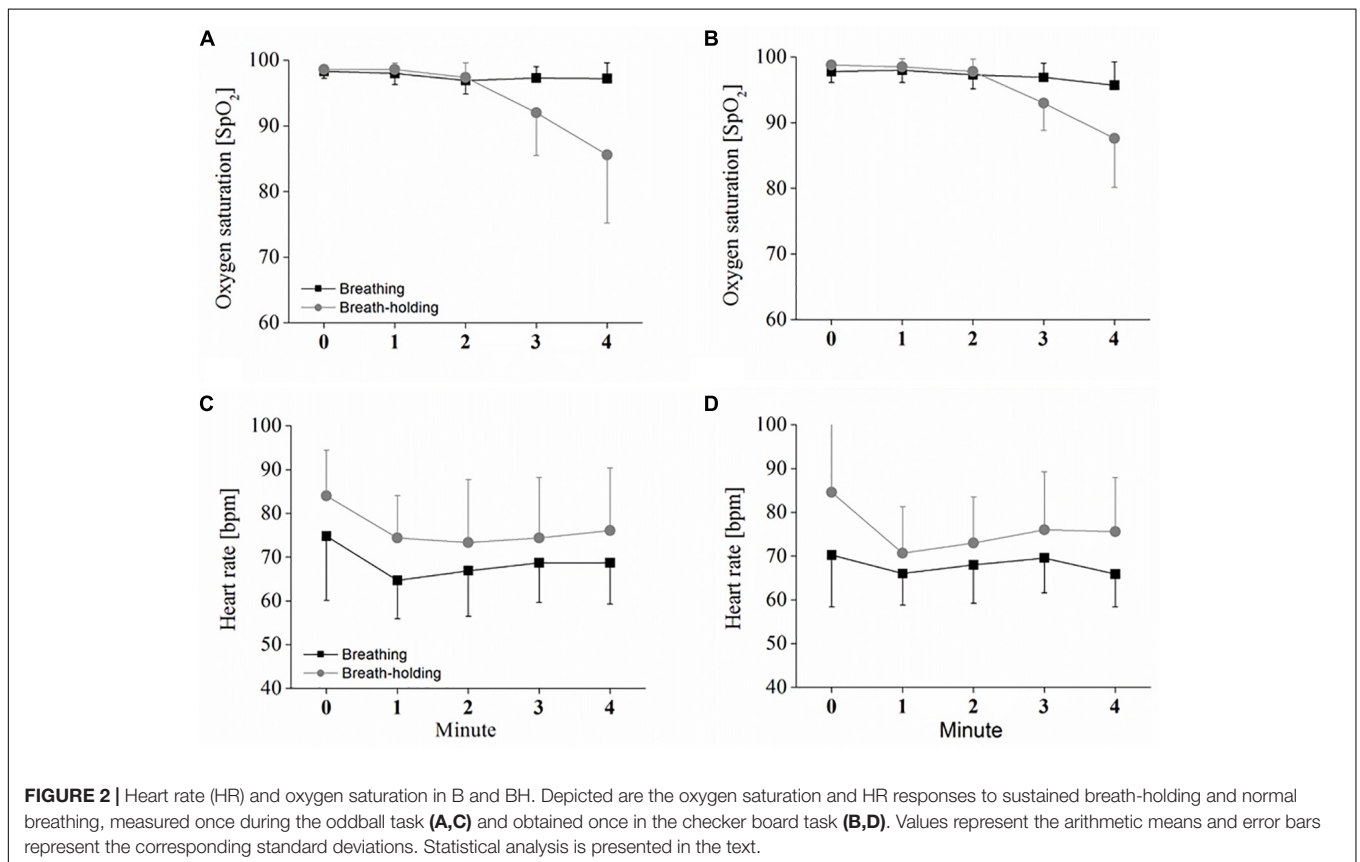 A
100
90
80
70
60
Oxygen saturation [SpO2]
Breathing
Breath-holding
0 1 2 3 4
B
100
90
80
70
60
Oxygen saturation [SpO2]
0 1 2 3 4
C
100
90
80
70
60
50
40
Heart rate [bpm]
Breathing
Breath-holding
0 1 2 3 4
Minute
D
100
90
80
70
60
50
40
Heart rate [bpm]
0 1 2 3 4
Minute
FIGURE 2 | Heart rate (HR) and oxygen saturation in B and BH. Depicted are the oxygen saturation and HR responses to sustained breath-holding and normal
breathing, measured once during the oddball task (A,C) and obtained once in the checker board task (B,D). Values represent the arithmetic means and error bars
represent the corresponding standard deviations. Statistical analysis is presented in the text.